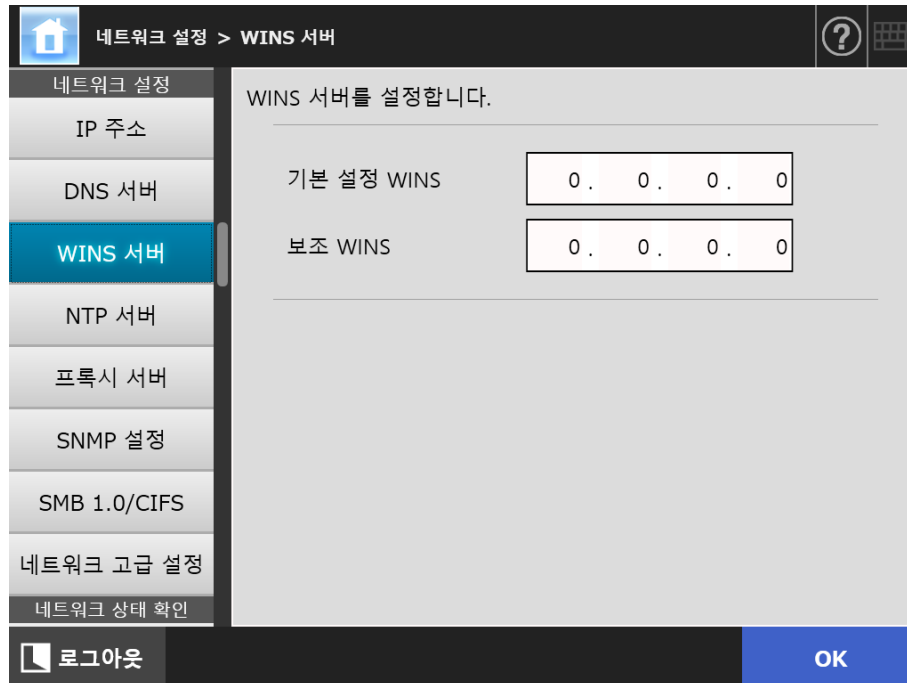 네트워크 설정 > WINS 서버
?
네트워크 설정
IP 주소
DNS 서버
WINS 서버
NTP 서버
프록시 서버
SNMP 설정
SMB 1.0/CIFS
네트워크 고급 설정
네트워크 상태 확인
WINS 서버를 설정합니다.
기본 설정 WINS 0. 0. 0. 0
보조 WINS 0. 0. 0. 0
로그아웃
OK